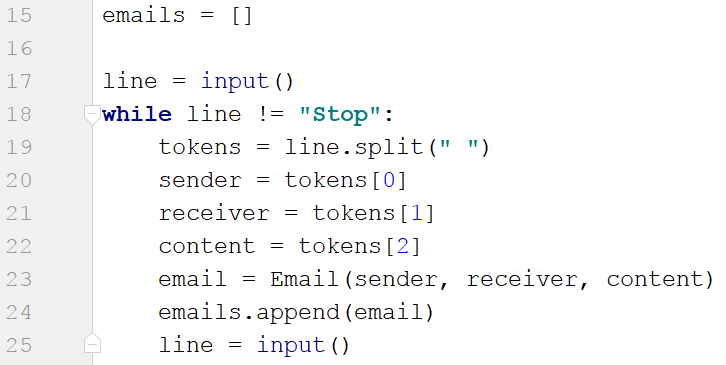 15 emails = []
16
17 line = input()
18 while line != "Stop":
19     tokens = line.split(" ")
20     sender = tokens[0]
21     receiver = tokens[1]
22     content = tokens[2]
23     email = Email(sender, receiver, content)
24     emails.append(email)
25     line = input()